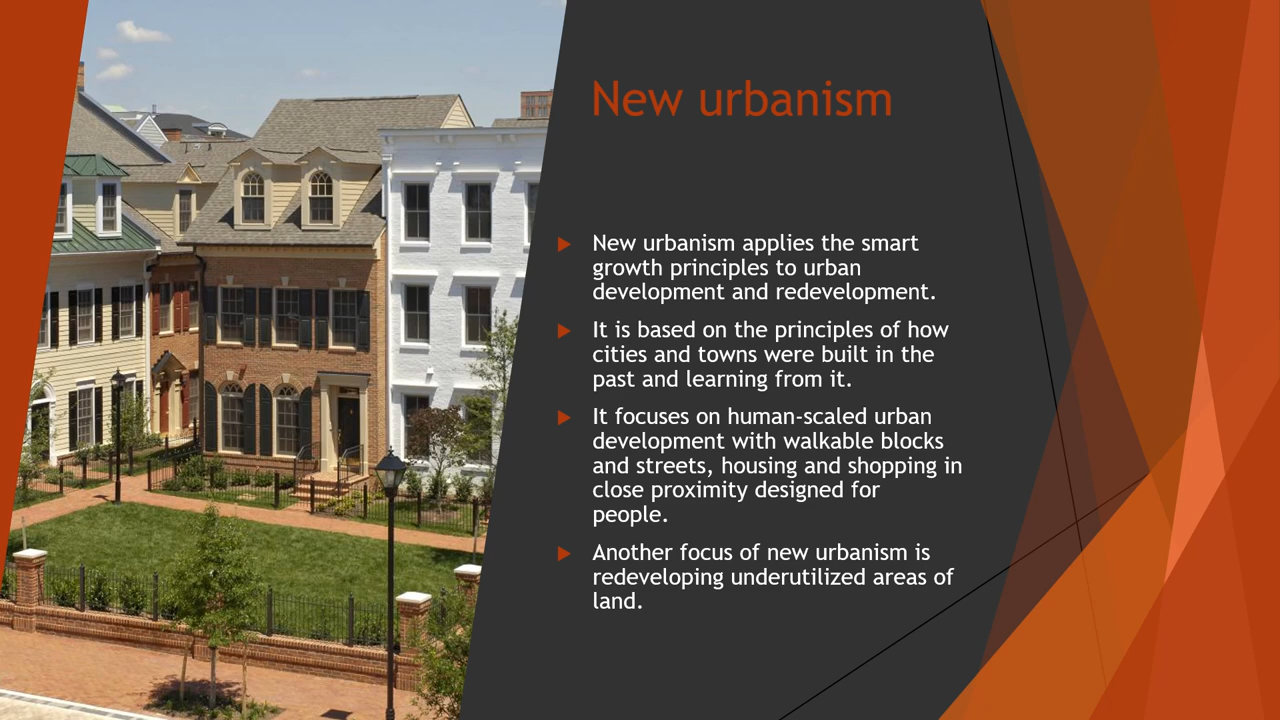 New urbanism
New urbanism applies the smart
growth principles to urban
development and redevelopment.
It is based on the principles of how
cities and towns were built in the
past and learning from it.
It focuses on human-scaled urban
development with walkable blocks
and streets, housing and shopping in
close proximity designed for
people.
Another focus of new urbanism is
redeveloping underutilized areas of
land.